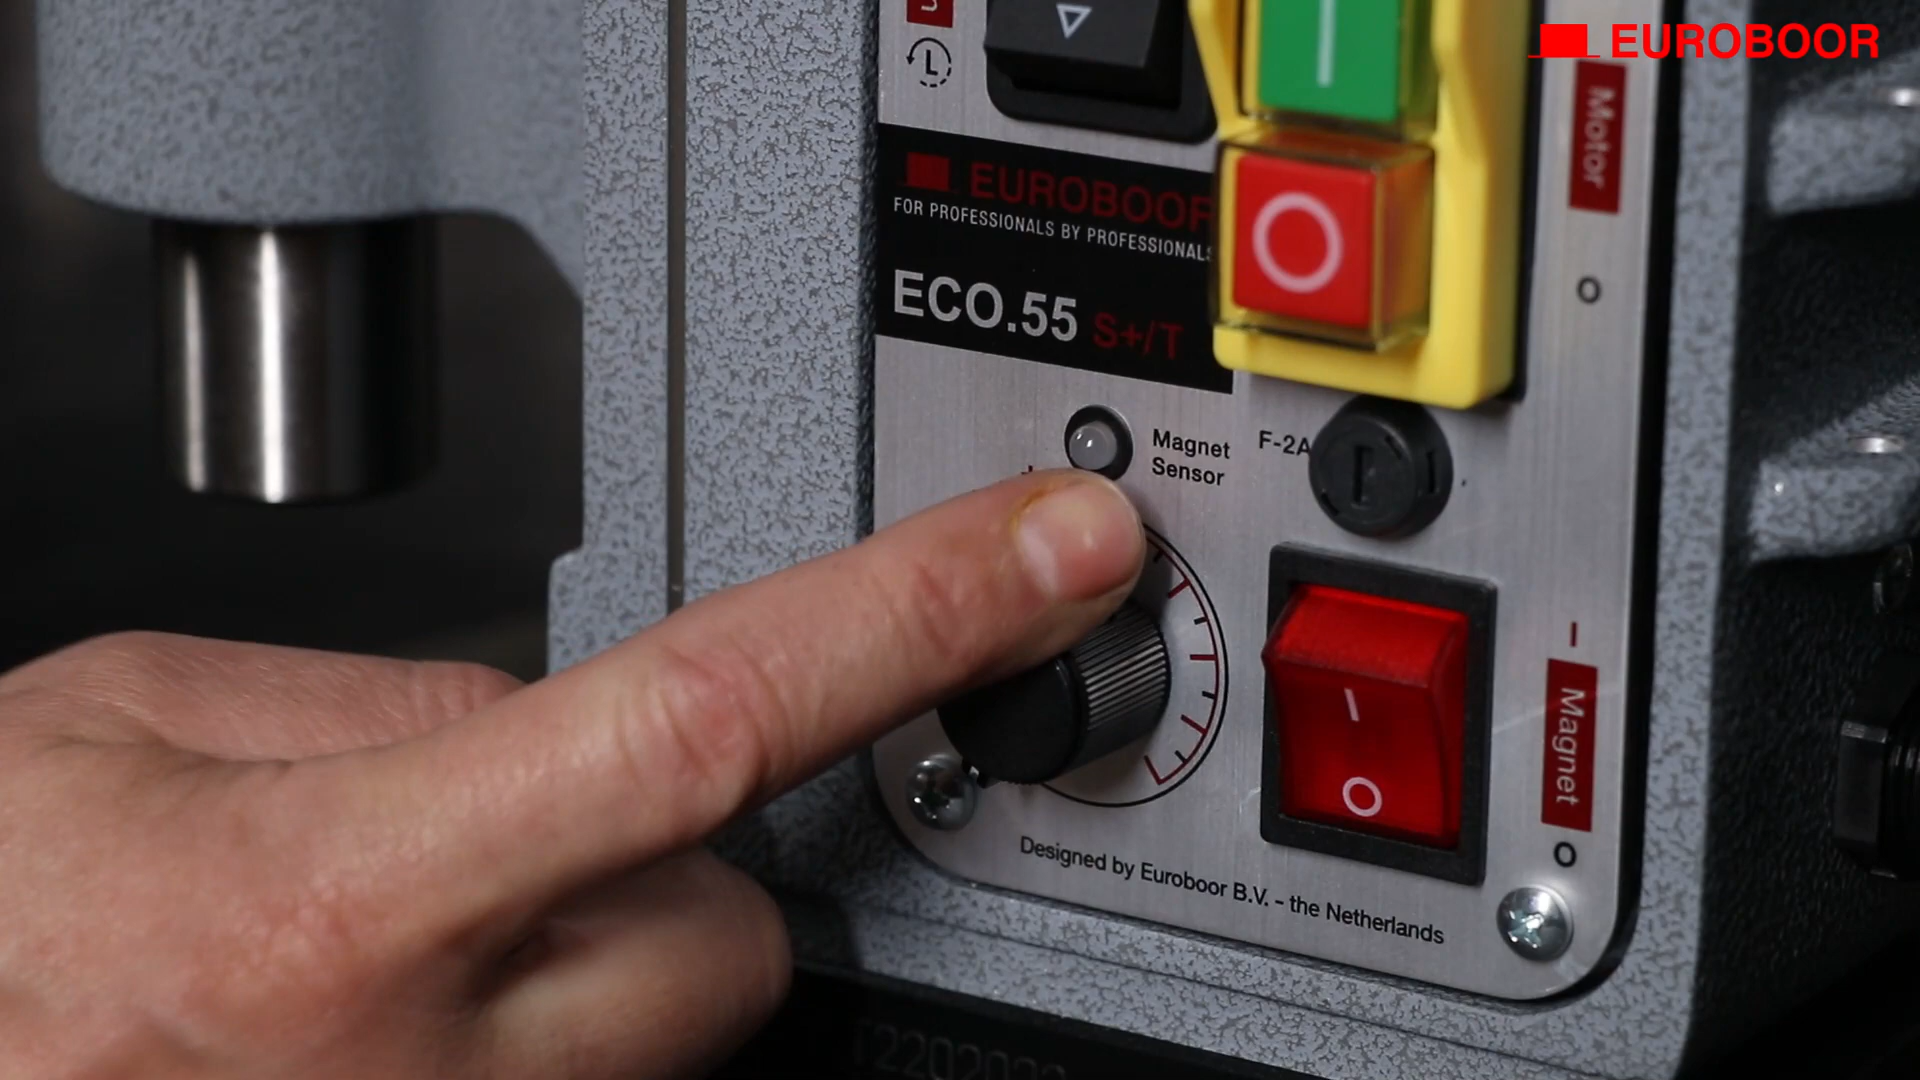 EUROBOOR
Motor
EUROBOOR
FOR PROFESSIONALS BY PROFESSIONALS
ECO.55 S+/T
Magnet
Sensor
F-2A
Magnet
Designed by Euroboor B.V. - the Netherlands